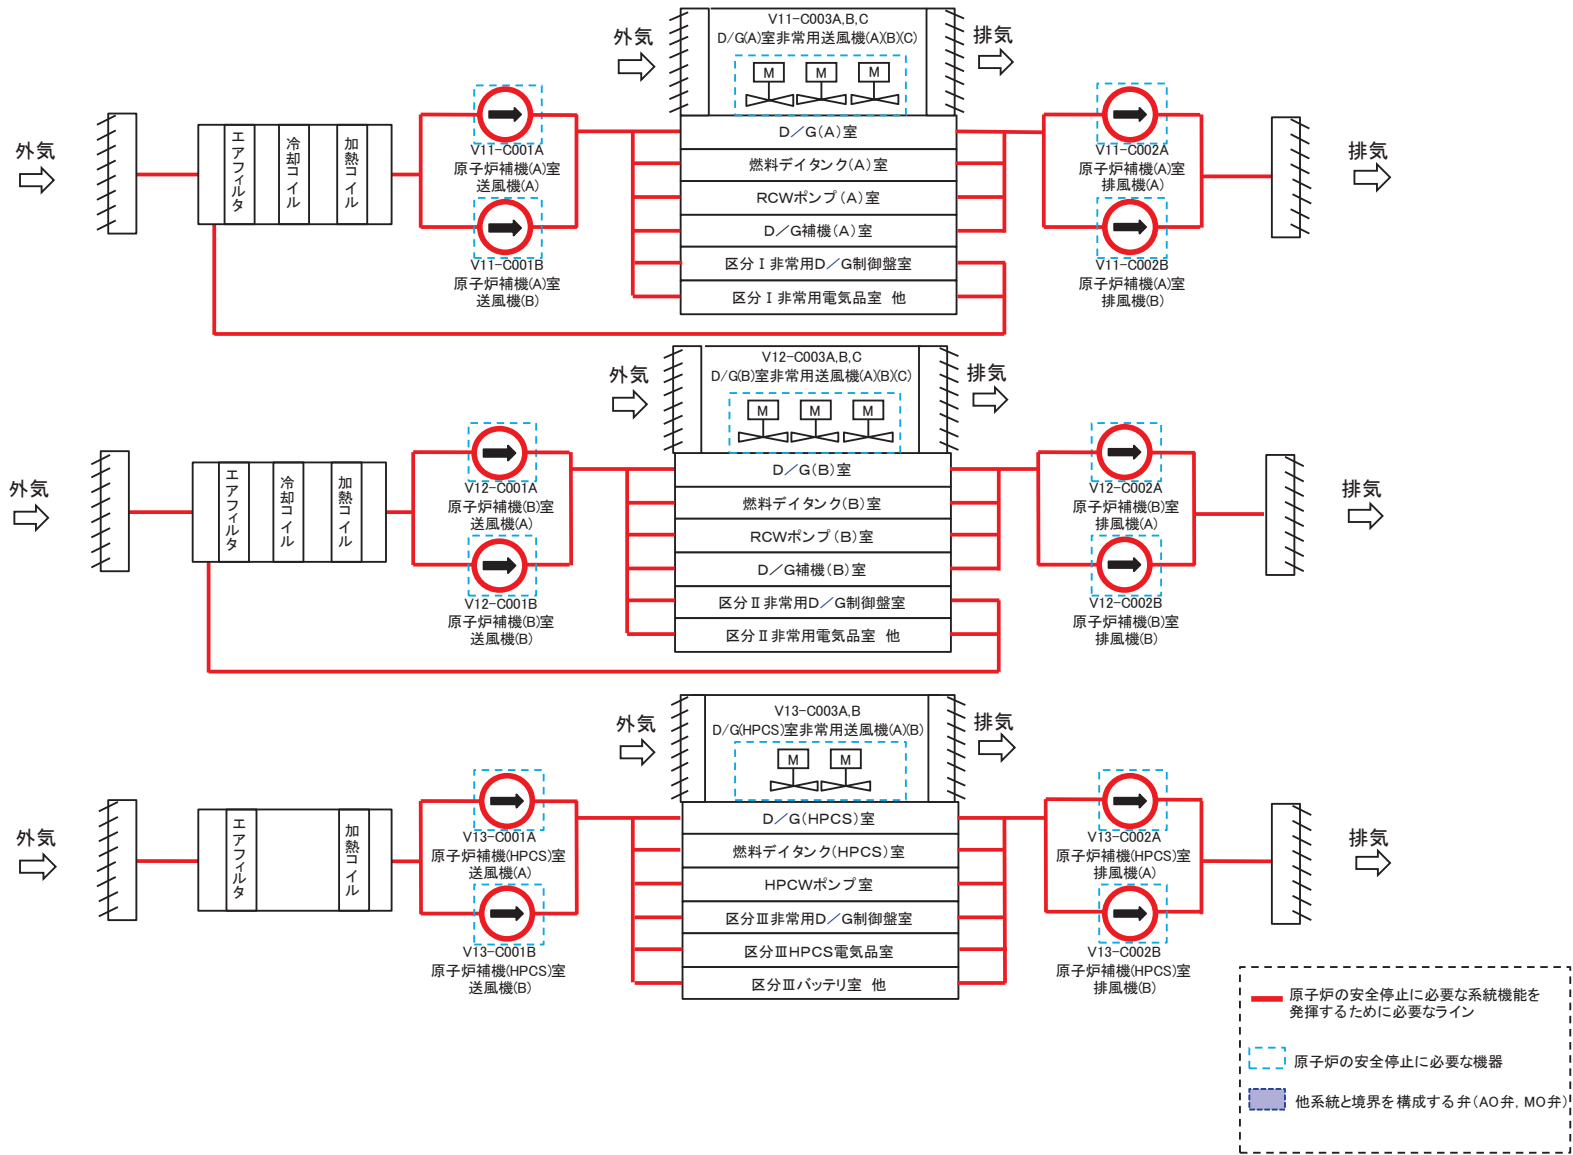 V11-C003A,B,C
D/G(A)室非常用送風機(A)(B)(C)
外気
排気
M
M
M
外気
エアフィルタ
冷却コイル
加熱コイル
V11-C001A
原子炉補機(A)室
送風機(A)
V11-C001B
原子炉補機(A)室
送風機(B)
D／G(A)室
燃料デイタンク(A)室
RCWポンプ(A)室
D／G補機(A)室
区分Ⅰ非常用D／G制御盤室
区分Ⅰ非常用電気品室 他
V11-C002A
原子炉補機(A)室
排風機(A)
V11-C002B
原子炉補機(A)室
排風機(B)
排気
V12-C003A,B,C
D/G(B)室非常用送風機(A)(B)(C)
外気
排気
M
M
M
外気
エアフィルタ
冷却コイル
加熱コイル
V12-C001A
原子炉補機(B)室
送風機(A)
V12-C001B
原子炉補機(B)室
送風機(B)
D／G(B)室
燃料デイタンク(B)室
RCWポンプ(B)室
D／G補機(B)室
区分Ⅱ非常用D／G制御盤室
区分Ⅱ非常用電気品室 他
V12-C002A
原子炉補機(B)室
排風機(A)
V12-C002B
原子炉補機(B)室
排風機(B)
排気
V13-C003A,B
D/G(HPCS)室非常用送風機(A)(B)
外気
排気
M
M
外気
エアフィルタ
加熱コイル
V13-C001A
原子炉補機(HPCS)室
送風機(A)
V13-C001B
原子炉補機(HPCS)室
送風機(B)
D／G(HPCS)室
燃料デイタンク(HPCS)室
HPCWポンプ室
区分Ⅲ非常用D／G制御盤室
区分ⅢHPCS電気品室
区分Ⅲバッテリ室 他
V13-C002A
原子炉補機(HPCS)室
排風機(A)
V13-C002B
原子炉補機(HPCS)室
排風機(B)
排気
原子炉の安全停止に必要な系統機能を
発揮するために必要なライン
原子炉の安全停止に必要な機器
他系統と境界を構成する弁(AO弁, MO弁)